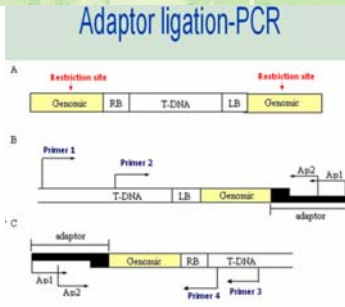 Adaptor ligation-PCR
A
Restriction site Restriction site
Genomic RB T-DNA LB Genomic
B
Primer 1
Primer 2
Ap2
Ap1
T-DNA LB Genomic
adaptor
C
adaptor
Genomic RB T-DNA
Ap1
Ap2
Primer 4 Primer 3